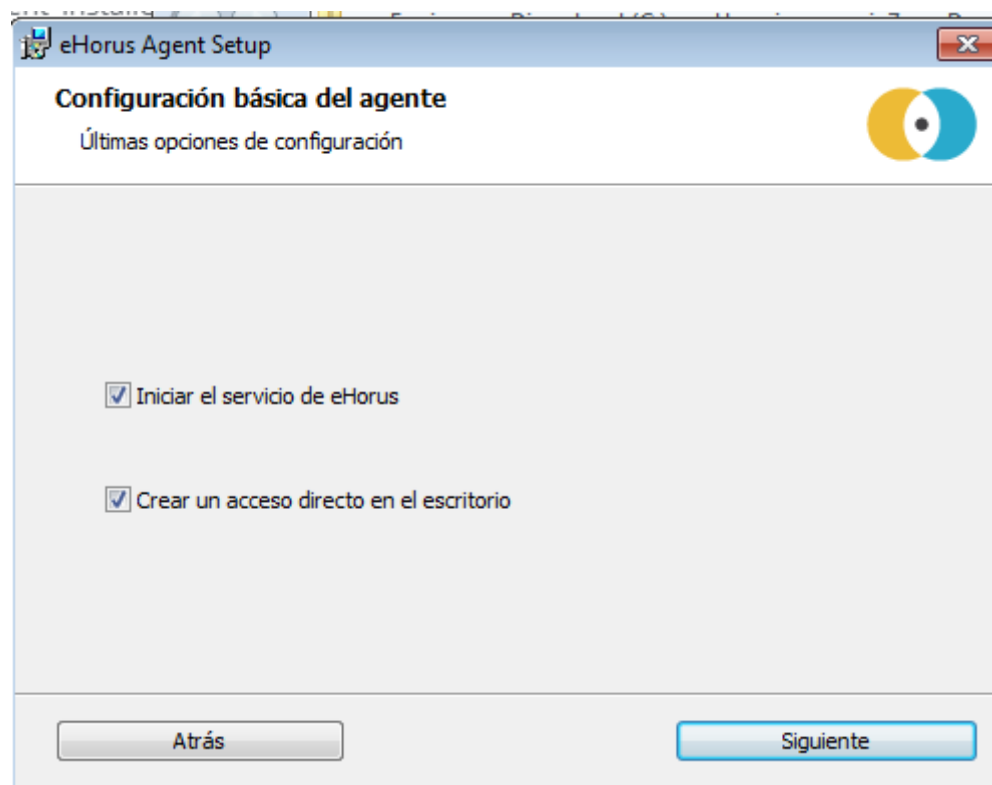 eHorus Agent Setup
Configuración básica del agente
Últimas opciones de configuración
Iniciar el servicio de eHorus
Crear un acceso directo en el escritorio
Atrás
Siguiente